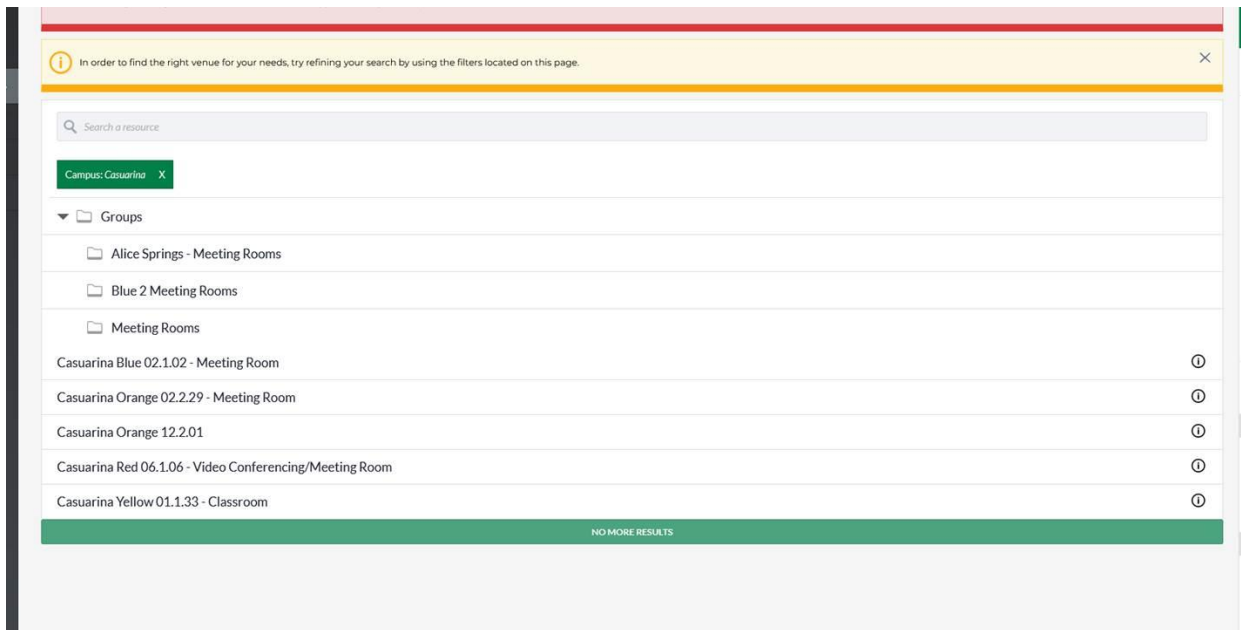 In order to find the right venue for your needs, try refining your search by using the filters located on this page.
Search a resource
Campus: Casuarina X
Groups
Alice Springs - Meeting Rooms
Blue 2 Meeting Rooms
Meeting Rooms
Casuarina Blue 02.1.02 - Meeting Room
Casuarina Orange 02.2.29 - Meeting Room
Casuarina Orange 12.2.01
Casuarina Red 06.1.06 - Video Conferencing/Meeting Room
Casuarina Yellow 01.1.33 - Classroom
NO MORE RESULTS